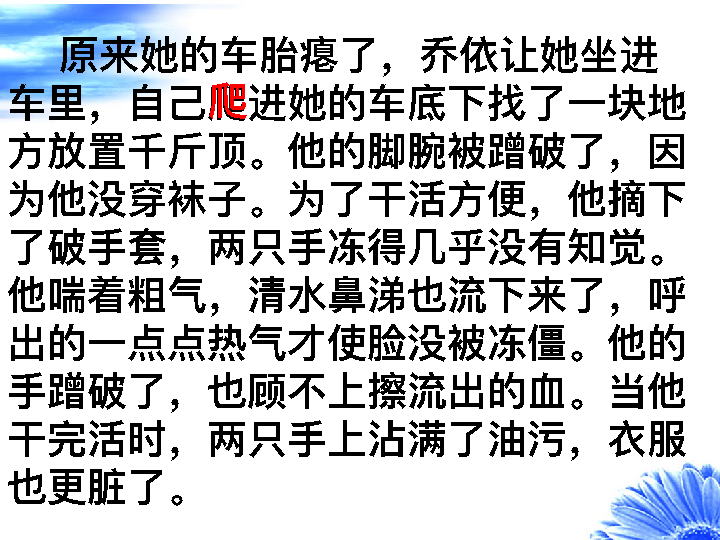 原来她的车胎瘪了，乔依让她坐进
车里，自己爬进她的车底下找了一块地
方放置千斤顶。他的脚腕被蹭破了，因
为他没穿袜子。为了干活方便，他摘下
了破手套，两只手冻得几乎没有知觉。
他喘着粗气，清水鼻涕也流下来了，呼
出的一点点热气才使脸没被冻僵。他的
手蹭破了，也顾不上擦流出的血。当他
干完活时，两只手上沾满了油污，衣服
也更脏了。